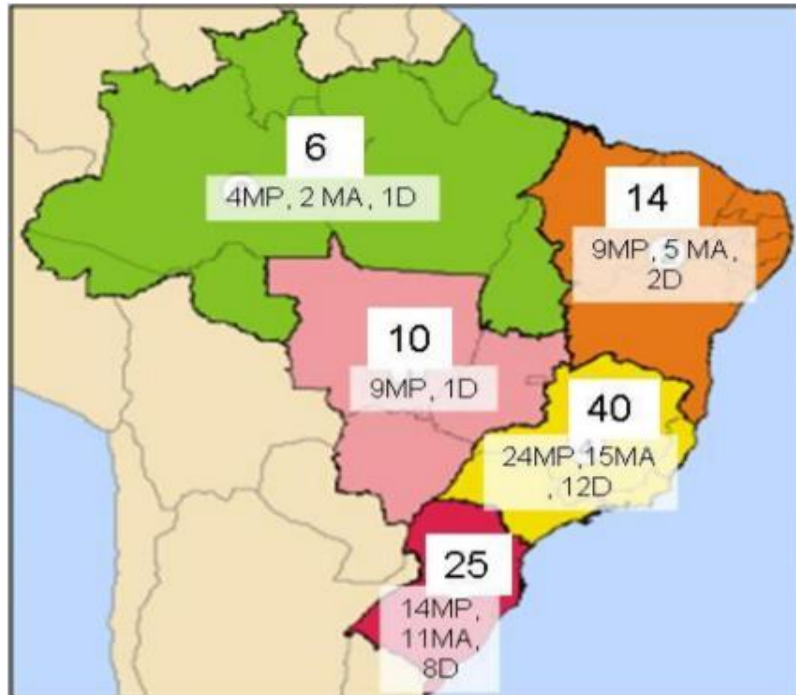 6
4MP, 2 MA, 1D
14
9MP, 5 MA,
2D
10
9MP, 1D
40
24MP,15MA
, 12D
25
14MP,
11MA,
8D